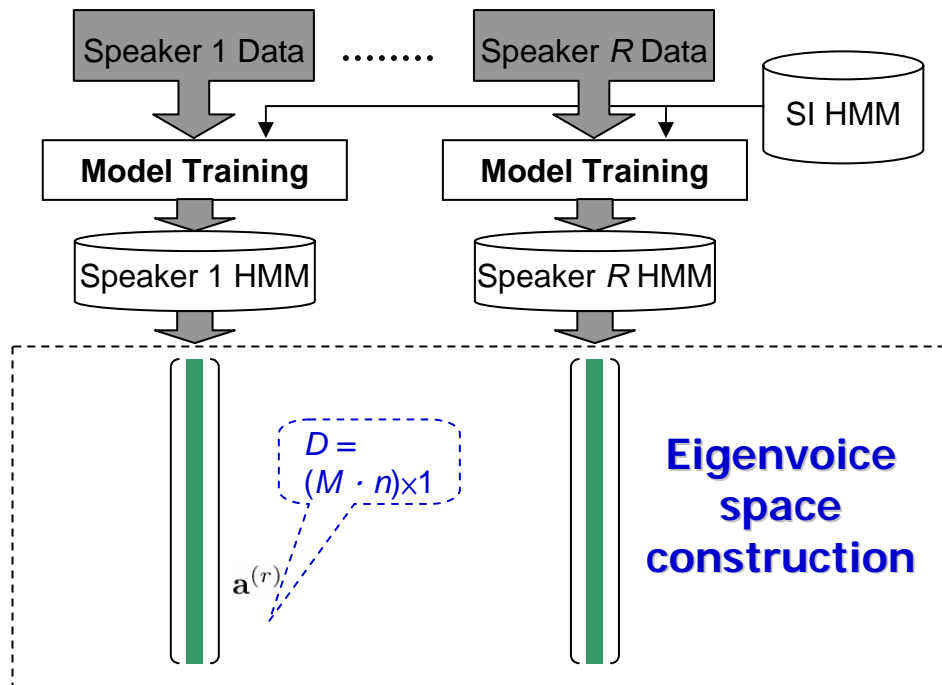 Speaker 1 Data ........ Speaker R Data
SI HMM
Model Training Model Training
Speaker 1 HMM Speaker R HMM
D =
(M · n)×1
Eigenvoice
space
construction
a^(r)